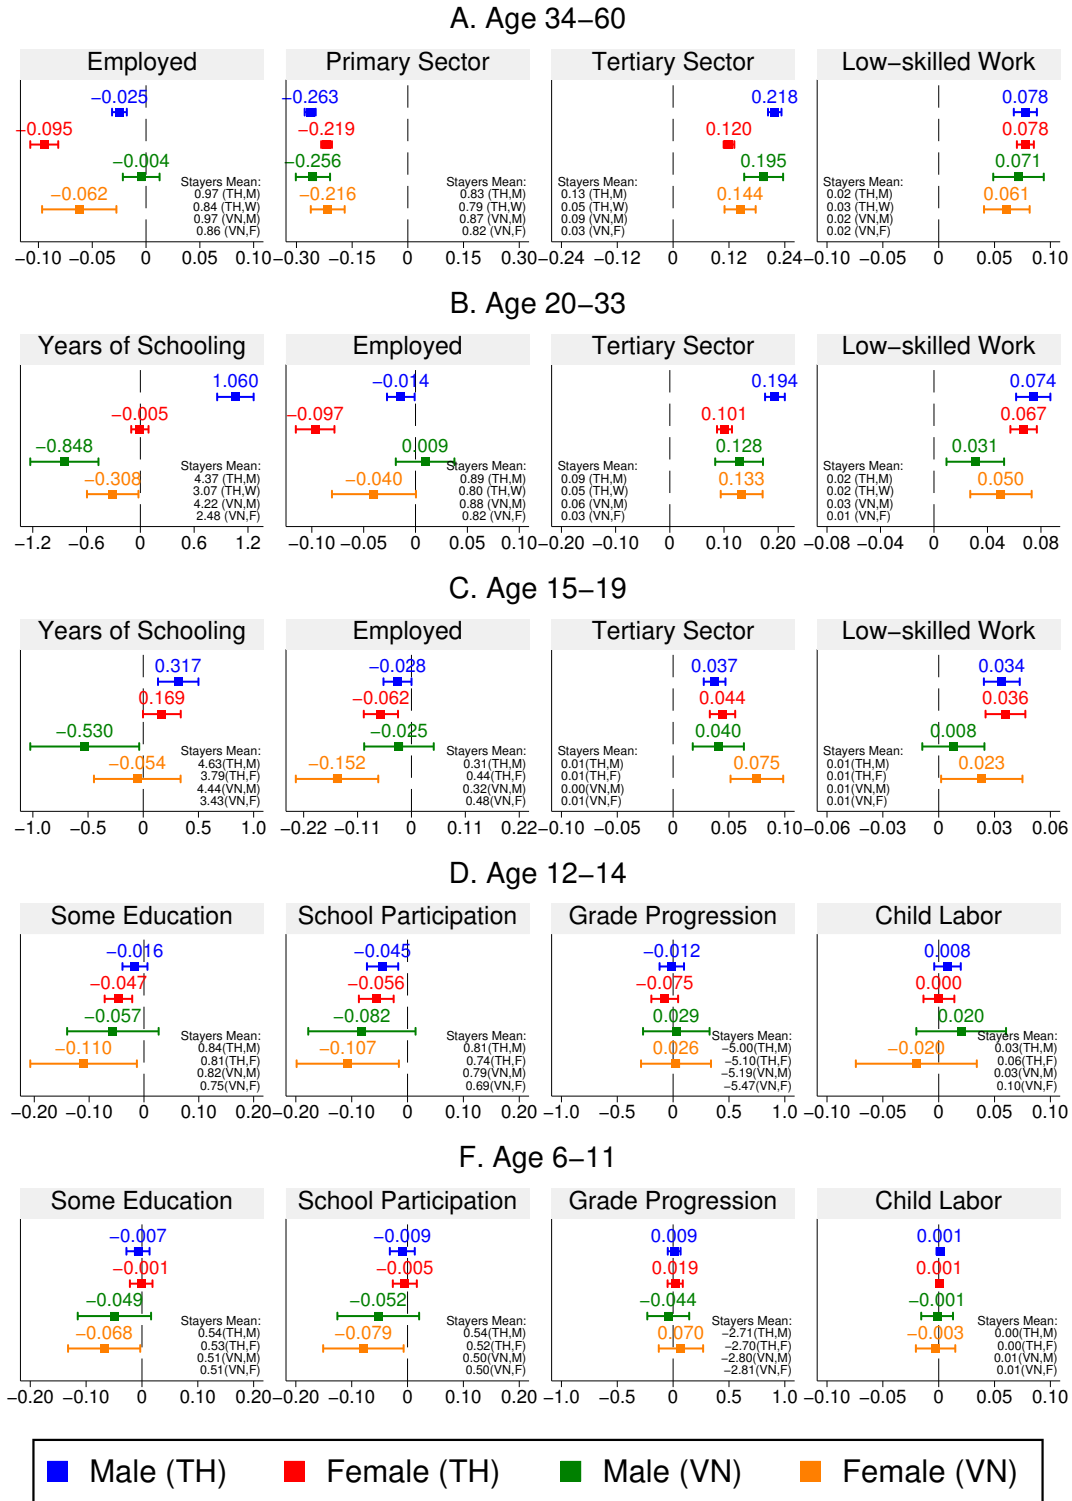 A. Age 34−60
Employed
−0.025
−0.095
−0.004
−0.062
Stayers Mean:
0.97 (TH,M)
0.84 (TH,W)
0.97 (VN,M)
0.86 (VN,F)
−0.10 −0.05 0 0.05 0.10
Primary Sector
−0.263
−0.219
−0.256
−0.216
Stayers Mean:
0.83 (TH,M)
0.79 (TH,W)
0.87 (VN,M)
0.82 (VN,F)
−0.30 −0.15 0 0.15 0.30
Tertiary Sector
0.218
0.120
0.195
0.144
Stayers Mean:
0.13 (TH,M)
0.05 (TH,W)
0.09 (VN,M)
0.03 (VN,F)
−0.24 −0.12 0 0.12 0.24
Low−skilled Work
0.078
0.078
0.071
0.061
Stayers Mean:
0.02 (TH,M)
0.03 (TH,W)
0.02 (VN,M)
0.02 (VN,F)
−0.10 −0.05 0 0.05 0.10
B. Age 20−33
Years of Schooling
1.060
−0.005
−0.848
−0.308
Stayers Mean:
4.37 (TH,M)
3.07 (TH,W)
4.22 (VN,M)
2.48 (VN,F)
−1.2 −0.6 0 0.6 1.2
Employed
−0.014
−0.097
0.009
−0.040
Stayers Mean:
0.89 (TH,M)
0.80 (TH,W)
0.88 (VN,M)
0.82 (VN,F)
−0.10 −0.05 0 0.05 0.10
Tertiary Sector
0.194
0.101
0.128
0.133
Stayers Mean:
0.09 (TH,M)
0.05 (TH,W)
0.06 (VN,M)
0.03 (VN,F)
−0.20 −0.10 0 0.10 0.20
Low−skilled Work
0.074
0.067
0.031
0.050
Stayers Mean:
0.02 (TH,M)
0.02 (TH,W)
0.03 (VN,M)
0.01 (VN,F)
−0.08 −0.04 0 0.04 0.08
C. Age 15−19
Years of Schooling
0.317
0.169
−0.530
−0.054
Stayers Mean:
4.63(TH,M)
3.79(TH,F)
4.44(VN,M)
3.43(VN,F)
−1.0 −0.5 0 0.5 1.0
Employed
−0.028
−0.062
−0.025
−0.152
Stayers Mean:
0.31(TH,M)
0.44(TH,F)
0.32(VN,M)
0.48(VN,F)
−0.22 −0.11 0 0.11 0.22
Tertiary Sector
0.037
0.044
0.040
0.075
Stayers Mean:
0.01(TH,M)
0.01(TH,F)
0.00(VN,M)
0.01(VN,F)
−0.10 −0.05 0 0.05 0.10
Low−skilled Work
0.034
0.036
0.008
0.023
Stayers Mean:
0.01(TH,M)
0.01(TH,F)
0.01(VN,M)
0.01(VN,F)
−0.06 −0.03 0 0.03 0.06
D. Age 12−14
Some Education
−0.016
−0.047
−0.057
−0.110
Stayers Mean:
0.84(TH,M)
0.81(TH,F)
0.82(VN,M)
0.75(VN,F)
−0.20 −0.10 0 0.10 0.20
School Participation
−0.045
−0.056
−0.082
−0.107
Stayers Mean:
0.81(TH,M)
0.74(TH,F)
0.79(VN,M)
0.69(VN,F)
−0.20 −0.10 0 0.10 0.20
Grade Progression
−0.012
−0.075
0.029
0.026
Stayers Mean:
−5.00(TH,M)
−5.10(TH,F)
−5.19(VN,M)
−5.47(VN,F)
−1.0 −0.5 0 0.5 1.0
Child Labor
0.008
0.000
0.020
−0.020
Stayers Mean:
0.03(TH,M)
0.06(TH,F)
0.03(VN,M)
0.10(VN,F)
−0.10 −0.05 0 0.05 0.10
F. Age 6−11
Some Education
−0.007
−0.001
−0.049
−0.068
Stayers Mean:
0.54(TH,M)
0.53(TH,F)
0.51(VN,M)
0.51(VN,F)
−0.20 −0.10 0 0.10 0.20
School Participation
−0.009
−0.005
−0.052
−0.079
Stayers Mean:
0.54(TH,M)
0.52(TH,F)
0.50(VN,M)
0.50(VN,F)
−0.20 −0.10 0 0.10 0.20
Grade Progression
0.009
0.019
−0.044
0.070
Stayers Mean:
−2.71(TH,M)
−2.70(TH,F)
−2.80(VN,M)
−2.81(VN,F)
−1.0 −0.5 0 0.5 1.0
Child Labor
0.001
0.001
−0.001
−0.003
Stayers Mean:
0.00(TH,M)
0.00(TH,F)
0.01(VN,M)
0.01(VN,F)
−0.10 −0.05 0 0.05 0.10
Male (TH) Female (TH) Male (VN) Female (VN)